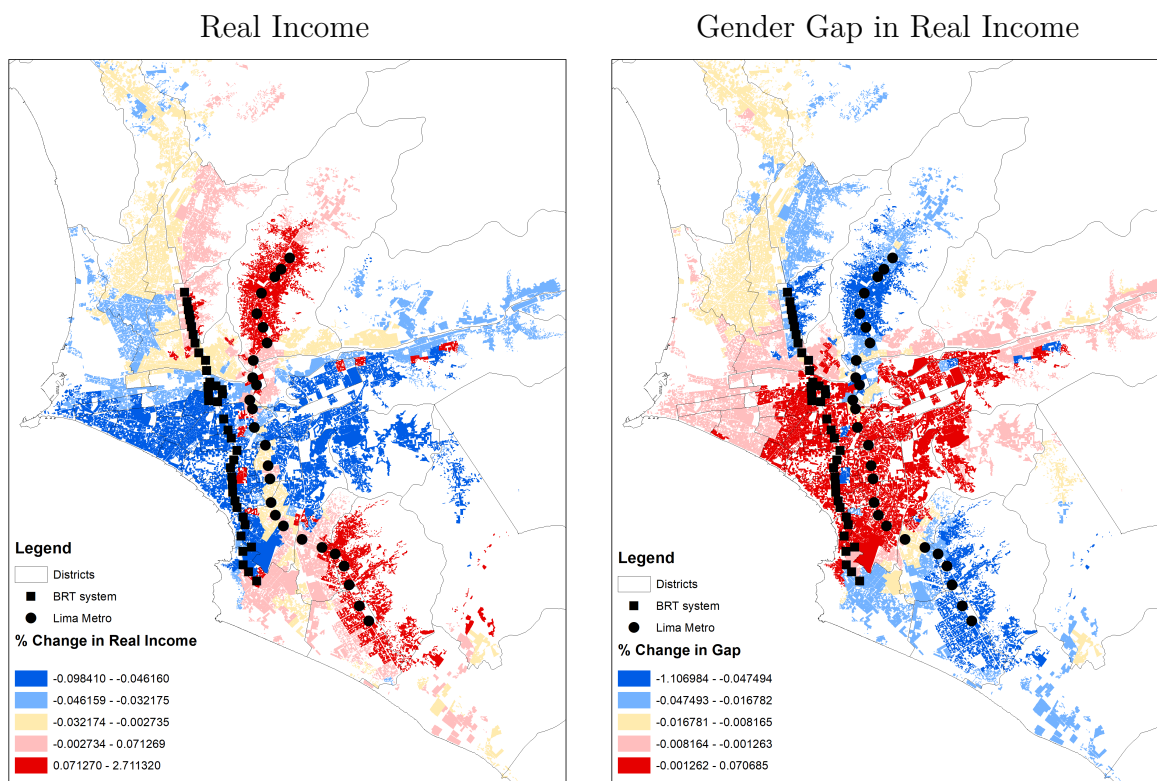 Real Income
Legend
Districts
BRT system
Lima Metro
% Change in Real Income
-0.098410 - -0.046160
-0.046159 - -0.032175
-0.032174 - -0.002735
-0.002734 - 0.071269
0.071270 - 2.711320
Gender Gap in Real Income
Legend
Districts
BRT system
Lima Metro
% Change in Gap
-1.106984 - -0.047494
-0.047493 - -0.016782
-0.016781 - -0.008165
-0.008164 - -0.001263
-0.001262 - 0.070685